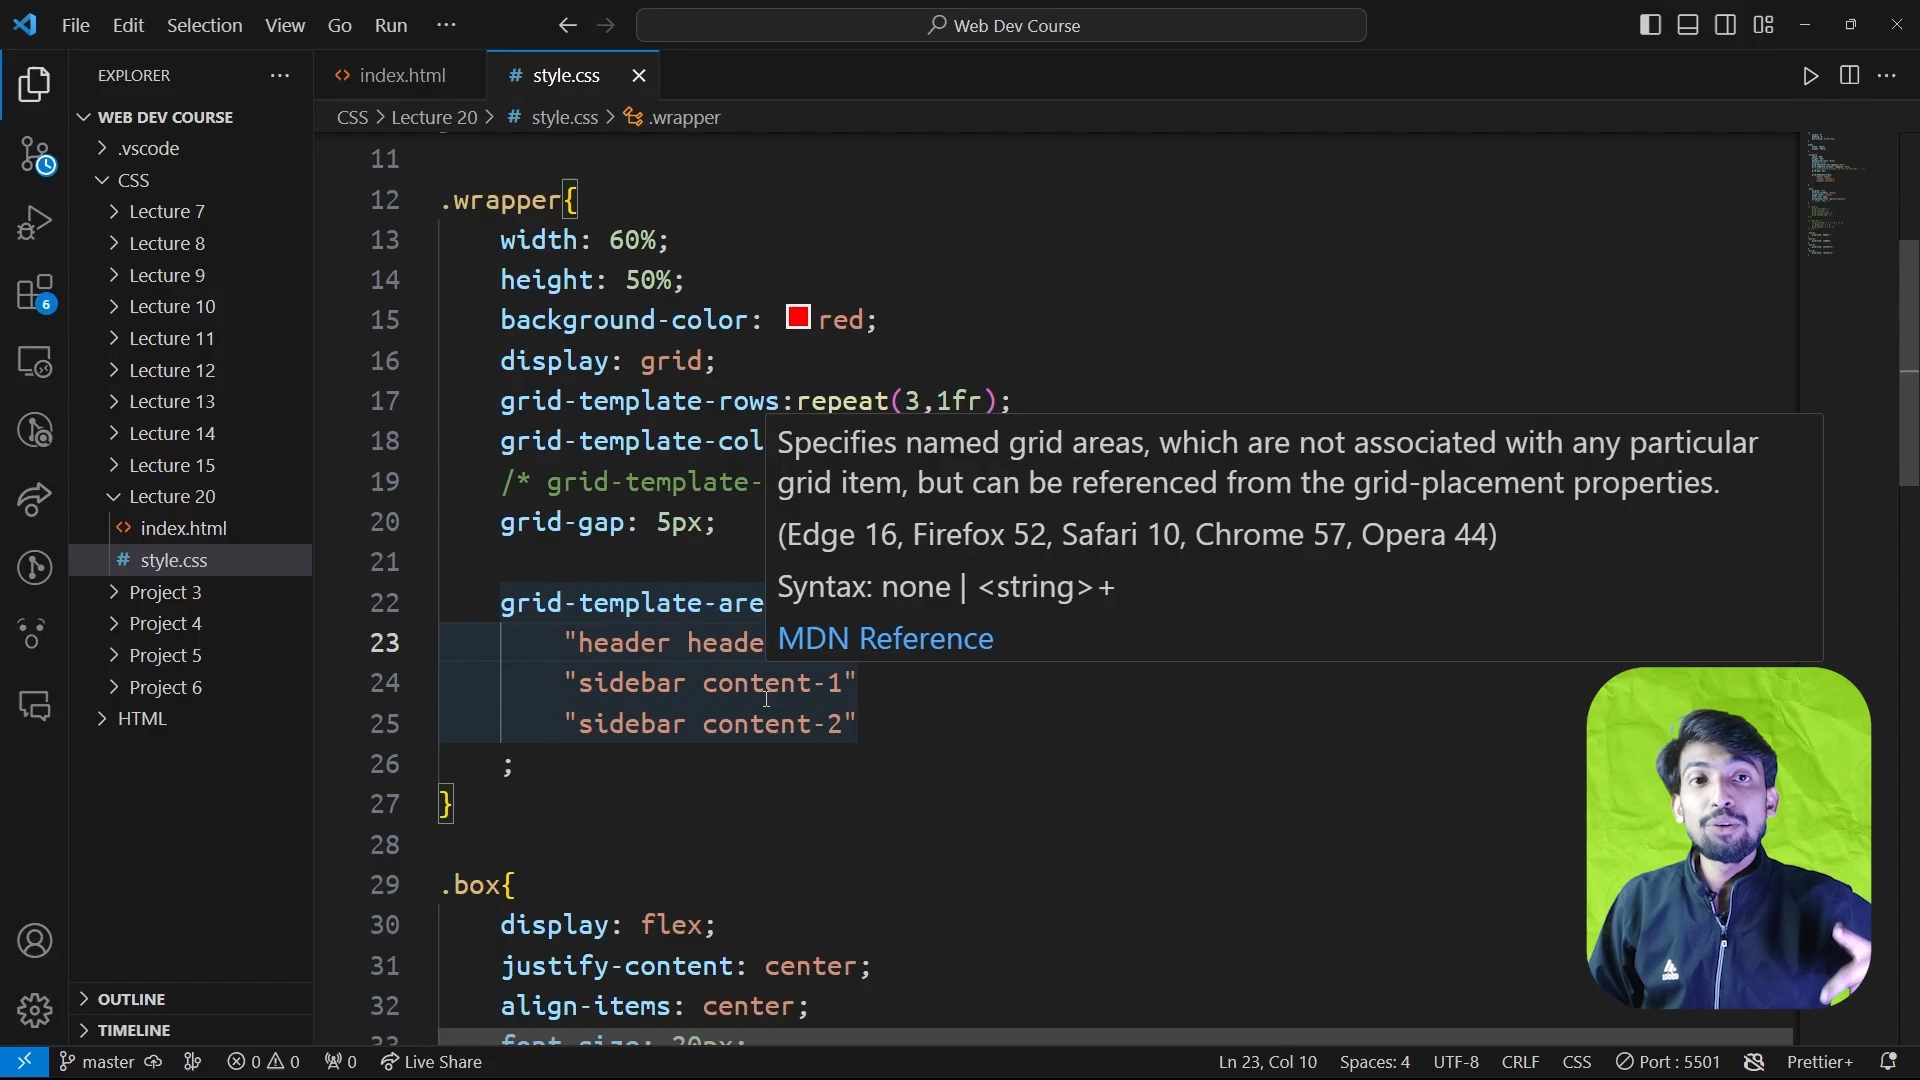 File Edit Selection View Go Run ···
Web Dev Course
EXPLORER ···
index.html
# style.css
WEB DEV COURSE
.vscode
CSS
Lecture 7
Lecture 8
Lecture 9
Lecture 10
Lecture 11
Lecture 12
Lecture 13
Lecture 14
Lecture 15
Lecture 20
<> index.html
# style.css
Project 3
Project 4
Project 5
Project 6
HTML
OUTLINE
TIMELINE
6
CSS > Lecture 20 > # style.css > .wrapper
11
12 .wrapper{
13 width: 60%;
14 height: 50%;
15 background-color: red;
16 display: grid;
17 grid-template-rows:repeat(3,1fr);
18 grid-template-col
19 /* grid-template-
20 grid-gap: 5px;
21
22 grid-template-are
23 "header heade
24 "sidebar content-1"
25 "sidebar content-2"
26 ;
27 }
28
29 .box{
30 display: flex;
31 justify-content: center;
32 align-items: center;
33 font-size: 20px;
Specifies named grid areas, which are not associated with any particular
grid item, but can be referenced from the grid-placement properties.
(Edge 16, Firefox 52, Safari 10, Chrome 57, Opera 44)
Syntax: none | <string>+
MDN Reference
master 0 0 0 Live Share
Ln 23, Col 10 Spaces: 4 UTF-8 CRLF CSS Port : 5501 Prettier+